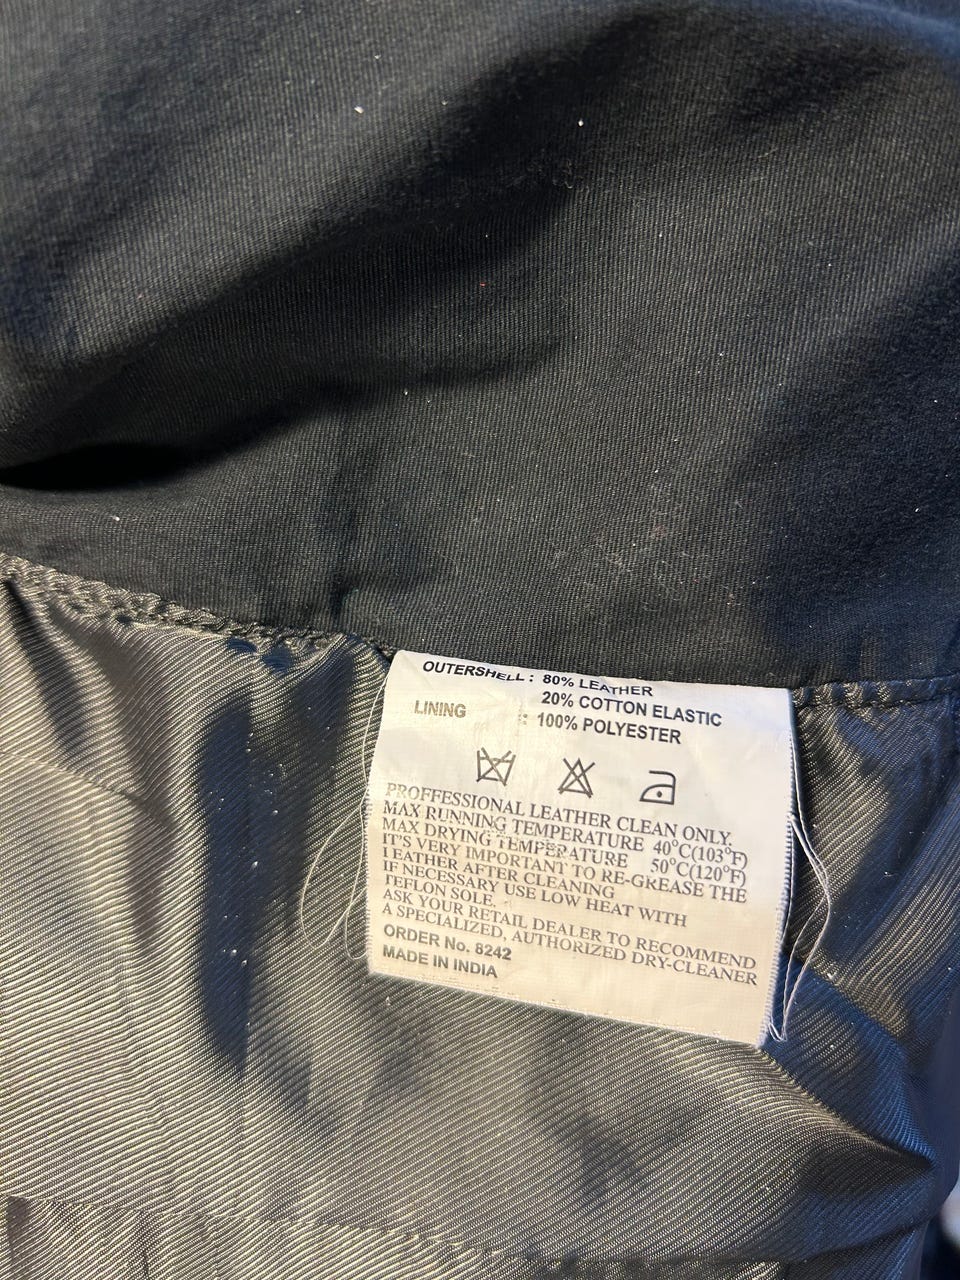 OUTERSHELL : 80% LEATHER
20% COTTON ELASTIC
LINING : 100% POLYESTER
PROFFESSIONAL LEATHER CLEAN ONLY.
MAX RUNNING TEMPERATURE 40°C(103°F)
MAX DRYING TEMPERATURE 50°C(120°F)
IT'S VERY IMPORTANT TO RE-GREASE THE
LEATHER AFTER CLEANING
IF NECESSARY USE LOW HEAT WITH
TEFLON SOLE.
ASK YOUR RETAIL DEALER TO RECOMMEND
A SPECIALIZED, AUTHORIZED DRY-CLEANER
ORDER No. 8242
MADE IN INDIA